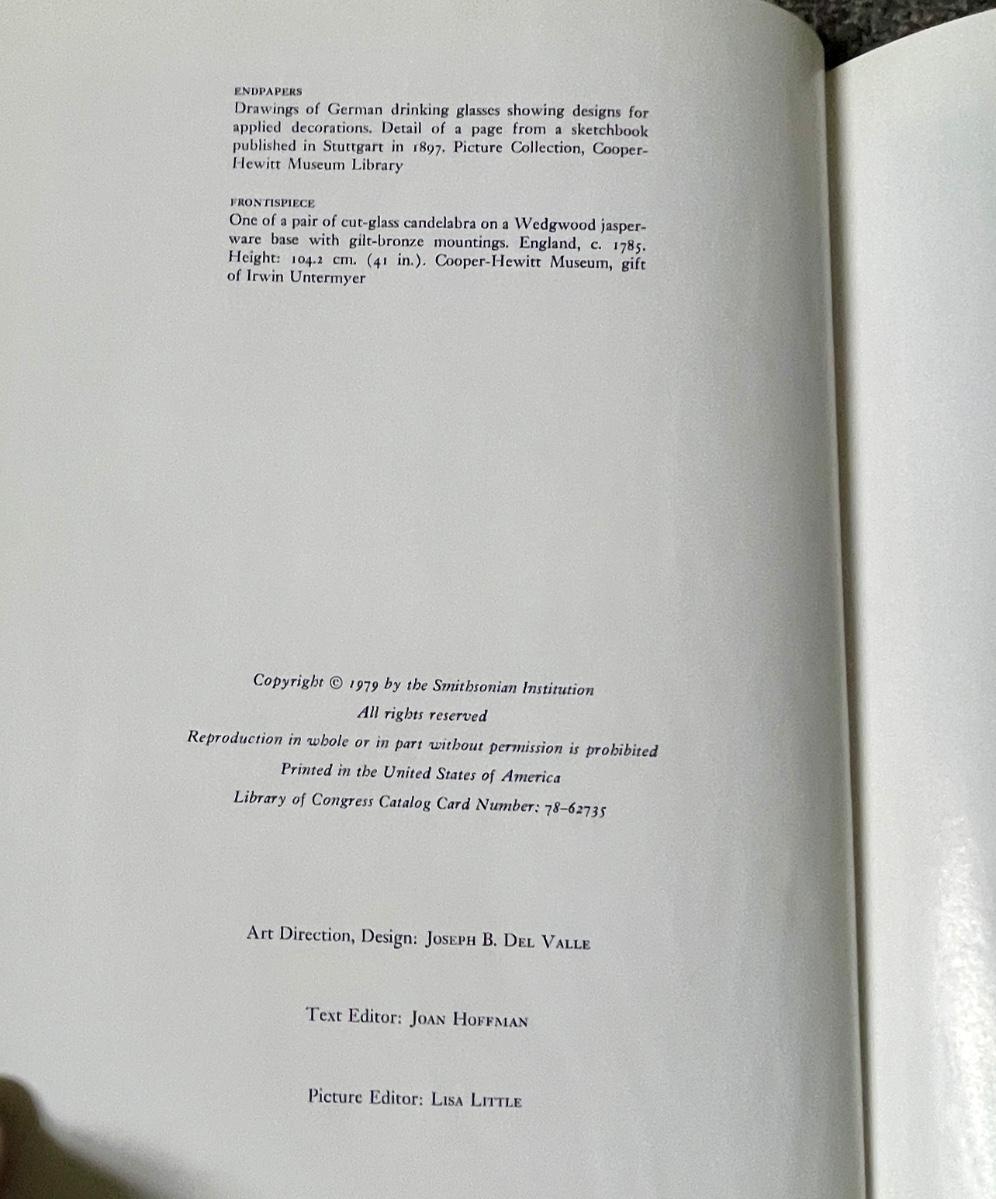 ENDPAPERS
Drawings of German drinking glasses showing designs for
applied decorations. Detail of a page from a sketchbook
published in Stuttgart in 1897. Picture Collection, Cooper-
Hewitt Museum Library
FRONTISPIECE
One of a pair of cut-glass candelabra on a Wedgwood jasper-
ware base with gilt-bronze mountings. England, c. 1785.
Height: 104.2 cm. (41 in.). Cooper-Hewitt Museum, gift
of Irwin Untermyer
Copyright © 1979 by the Smithsonian Institution
All rights reserved
Reproduction in whole or in part without permission is prohibited
Printed in the United States of America
Library of Congress Catalog Card Number: 78-62735
Art Direction, Design: JOSEPH B. DEL VALLE
Text Editor: JOAN HOFFMAN
Picture Editor: LISA LITTLE